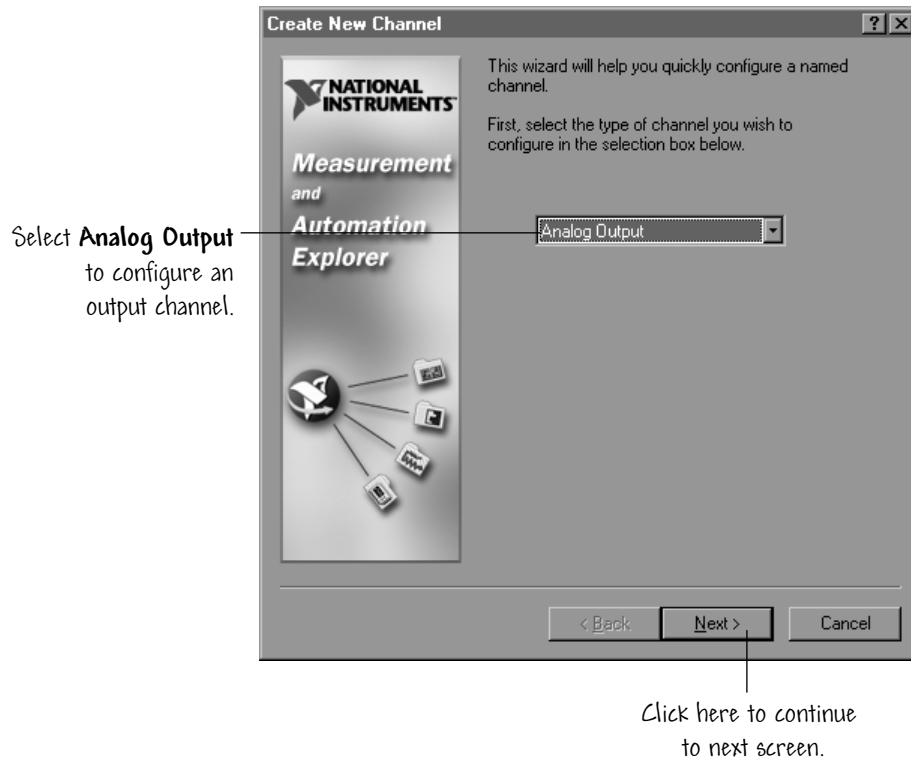 Create New Channel
NATIONAL
INSTRUMENTS
Measurement
and
Automation
Explorer
This wizard will help you quickly configure a named
channel.
First, select the type of channel you wish to
configure in the selection box below.
Analog Output
Select Analog Output
to configure an
output channel.
< Back
Next >
Cancel
Click here to continue
to next screen.